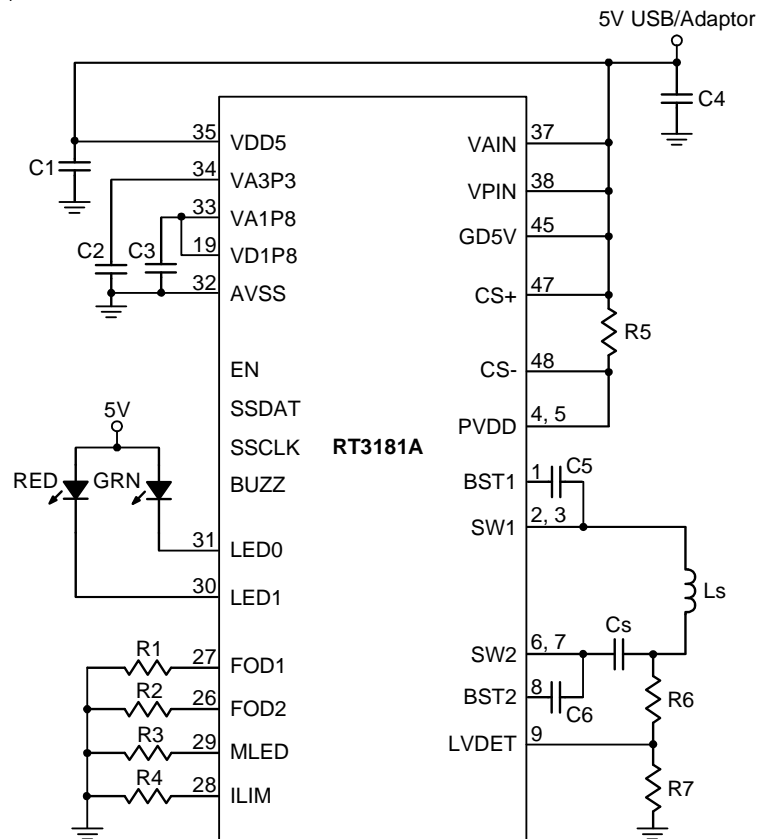 5V USB/Adaptor
C4
C1
35 VDD5
34 VA3P3
33 VA1P8
19 VD1P8
32 AVSS
C2
C3
VAIN 37
VPIN 38
GD5V 45
CS+ 47
R5
CS- 48
PVDD 4, 5
EN
SSDAT
SSCLK
BUZZ
RT3181A
5V
RED
GRN
31 LED0
30 LED1
BST1 1
C5
SW1 2, 3
Ls
Cs
SW2 6, 7
BST2 8
C6
R6
LVDET 9
R7
R1 27 FOD1
R2 26 FOD2
R3 29 MLED
R4 28 ILIM